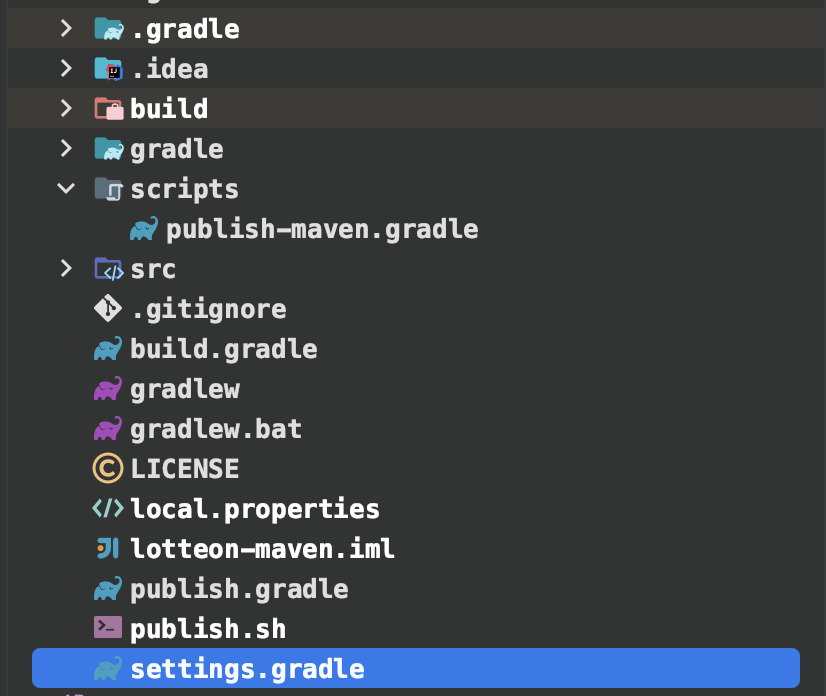 .gradle
.idea
build
gradle
scripts
publish-maven.gradle
src
.gitignore
build.gradle
gradlew
gradlew.bat
LICENSE
local.properties
lotteon-maven.iml
publish.gradle
publish.sh
settings.gradle